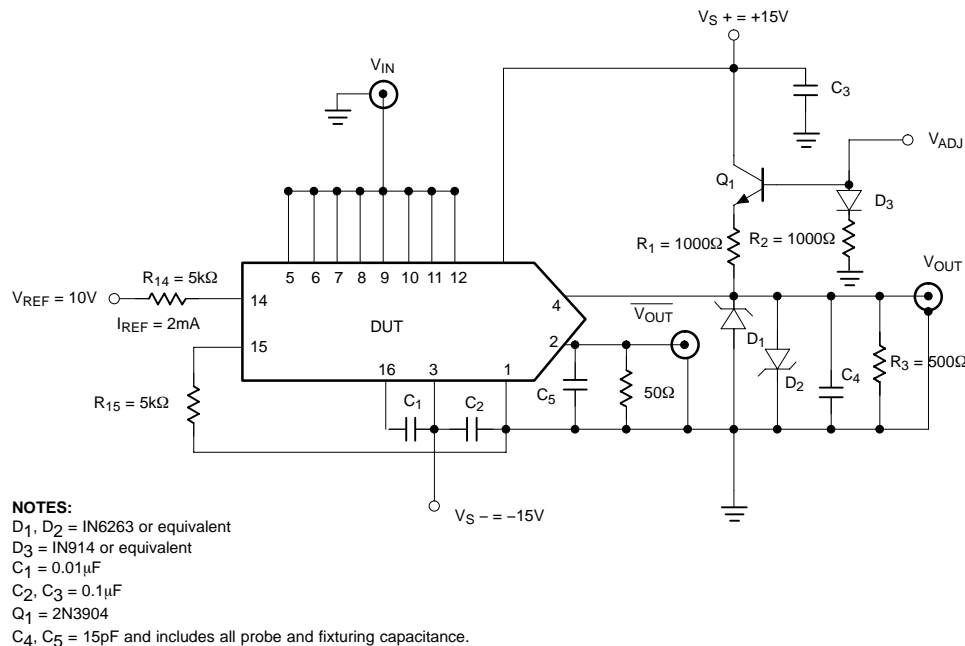 VS + = +15V
VIN
C3
VADJ
Q1
D3
R1 = 1000Ω
R2 = 1000Ω
5 6 7 8 9 10 11 12
R14 = 5kΩ
VOUT
VREF = 10V
14
4
IREF = 2mA
DUT
VOUT
D1
15
2
R3 = 500Ω
D2
16 3 1
R15 = 5kΩ
C1
C2
C5
50Ω
C4
VS – = –15V
NOTES:
D1, D2 = IN6263 or equivalent
D3 = IN914 or equivalent
C1 = 0.01μF
C2, C3 = 0.1μF
Q1 = 2N3904
C4, C5 = 15pF and includes all probe and fixturing capacitance.